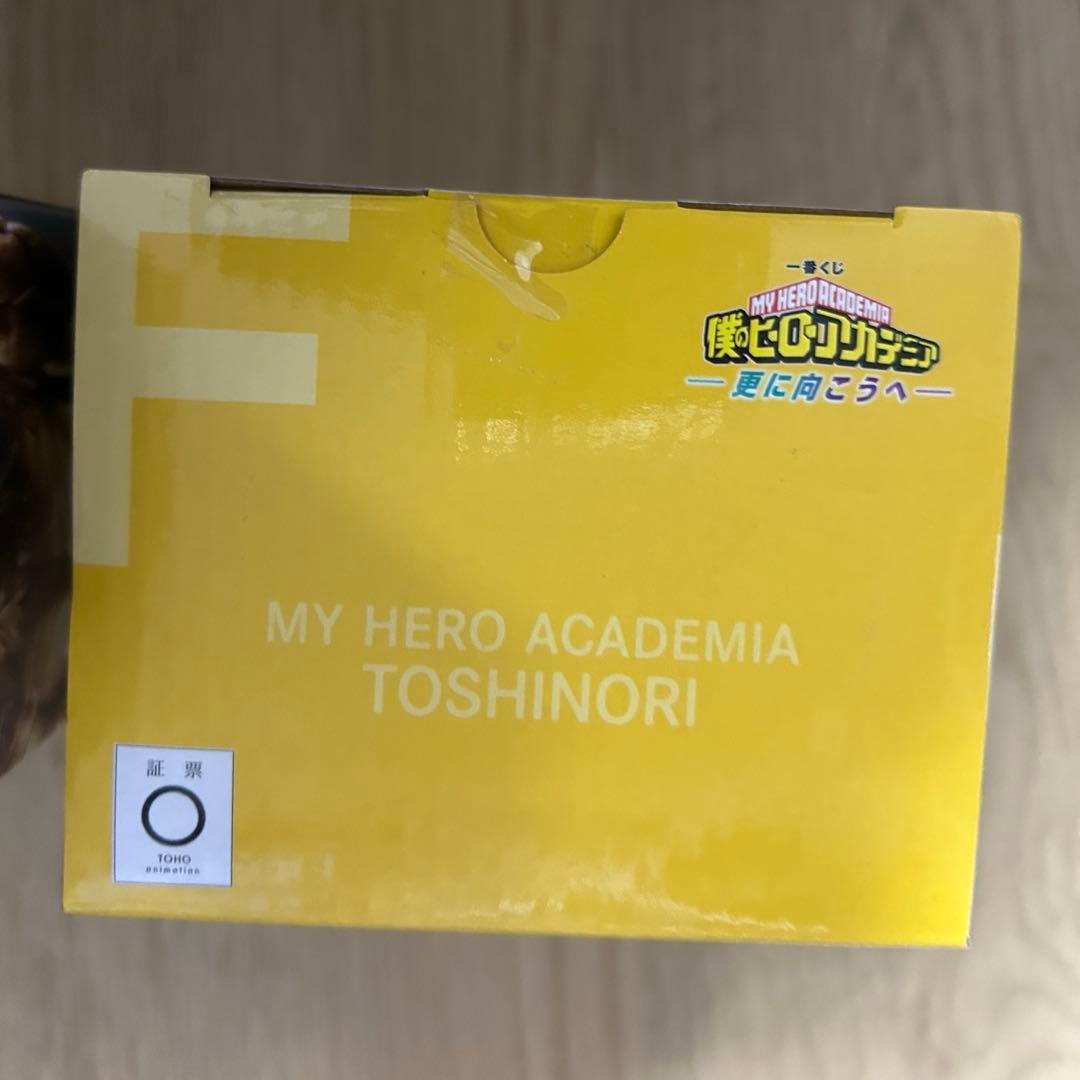 F
一番くじ
MY HERO ACADEMIA
僕のヒーローアカデミア
— 更に向こうへ —
MY HERO ACADEMIA
TOSHINORI
証 票
TOHO
animation